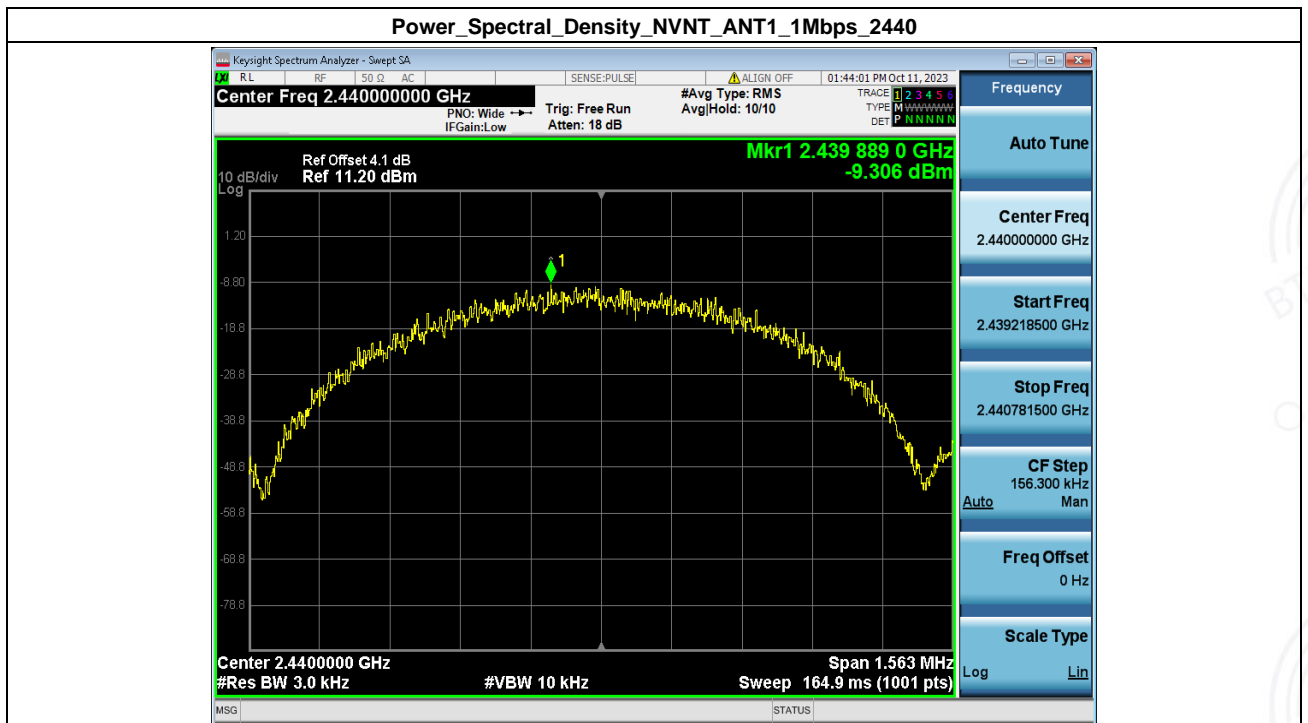 Power_Spectral_Density_NVNT_ANT1_1Mbps_2440
Keysight Spectrum Analyzer - Swept SA
LXI RL RF 50 Ω AC SENSE:PULSE ALIGN OFF 01:44:01 PM Oct 11, 2023
Center Freq 2.440000000 GHz
PNO: Wide
IFGain:Low
Trig: Free Run
Atten: 18 dB
#Avg Type: RMS
Avg|Hold: 10/10
TRACE 1 2 3 4 5 6
TYPE M WWWWW
DET P N N N N N
Mkr1 2.439 889 0 GHz
-9.306 dBm
Ref Offset 4.1 dB
10 dB/div Ref 11.20 dBm
Log
1
1.20
-8.80
-18.8
-28.8
-38.8
-48.8
-58.8
-68.8
-78.8
Center 2.4400000 GHz Span 1.563 MHz
#Res BW 3.0 kHz #VBW 10 kHz Sweep 164.9 ms (1001 pts)
MSG STATUS
Frequency
Auto Tune
Center Freq
2.440000000 GHz
Start Freq
2.439218500 GHz
Stop Freq
2.440781500 GHz
CF Step
156.300 kHz
Auto Man
Freq Offset
0 Hz
Scale Type
Log Lin